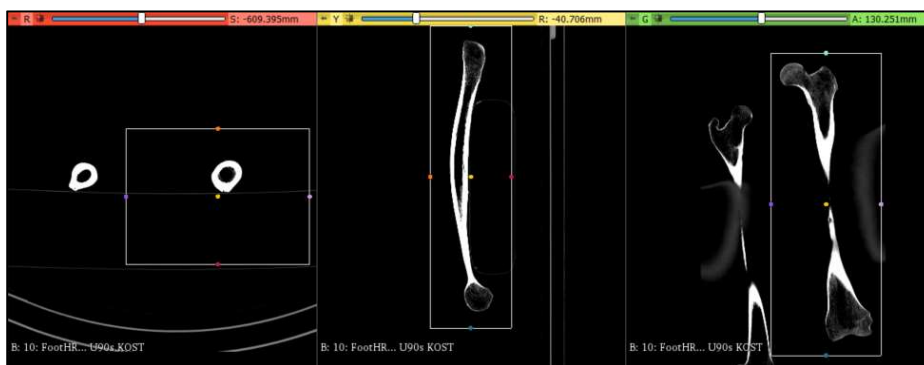 R S: -609.395mm
Y R: -40.706mm
G A: 130.251mm
B: 10: FootHR... U90s KOST
B: 10: FootHR... U90s KOST
B: 10: FootHR... U90s KOST